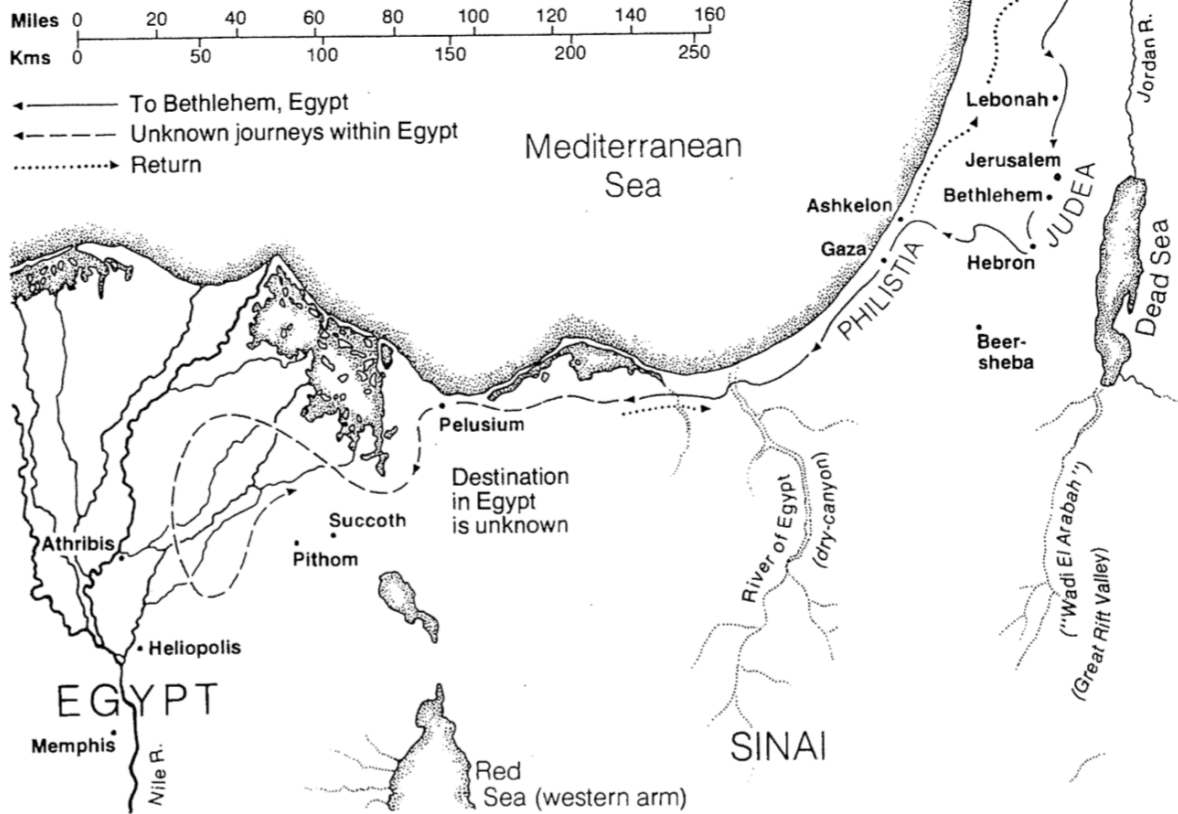 Miles 0 20 40 60 80 100 120 140 160
Kms 0 50 100 150 200 250
To Bethlehem, Egypt
Unknown journeys within Egypt
Return
Mediterranean
Sea
Jordan R.
Lebonah
Jerusalem
Bethlehem
JUDEA
Ashkelon
Gaza
Hebron
PHILISTIA
Dead Sea
Beer-
sheba
Pelusium
Destination
in Egypt
is unknown
Succoth
Pithom
Athribis
River of Egypt
(dry-canyon)
("Wadi El Arabah")
(Great Rift Valley)
Heliopolis
EGYPT
Memphis
Nile R.
SINAI
Red
Sea (western arm)